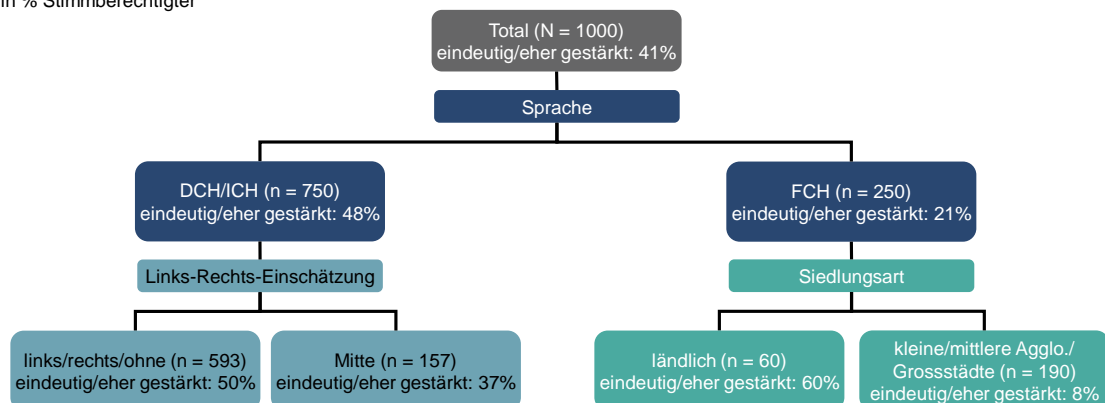 in % Stimmberechtigter
Total (N = 1000)
eindeutig/eher gestärkt: 41%
Sprache
DCH/ICH (n = 750)
eindeutig/eher gestärkt: 48%
FCH (n = 250)
eindeutig/eher gestärkt: 21%
Links-Rechts-Einschätzung
Siedlungsart
links/rechts/ohne (n = 593)
eindeutig/eher gestärkt: 50%
Mitte (n = 157)
eindeutig/eher gestärkt: 37%
ländlich (n = 60)
eindeutig/eher gestärkt: 60%
kleine/mittlere Agglo./
Grossstädte (n = 190)
eindeutig/eher gestärkt: 8%